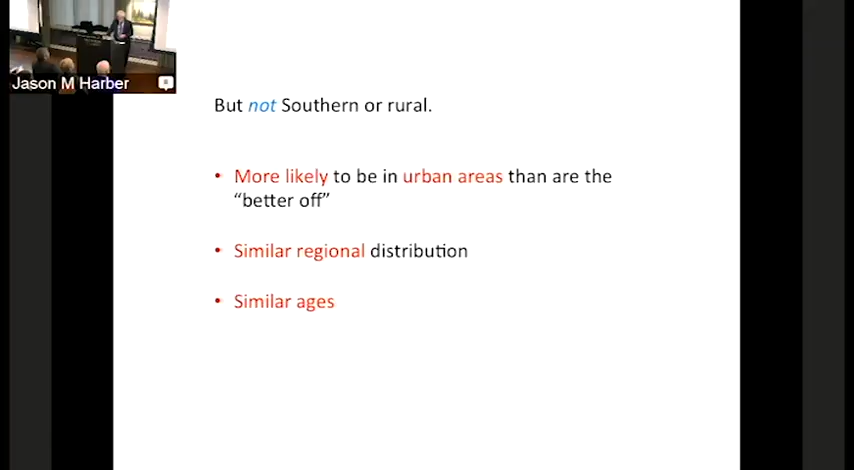 Jason M Harber
But not Southern or rural.
• More likely to be in urban areas than are the
“better off”
• Similar regional distribution
• Similar ages